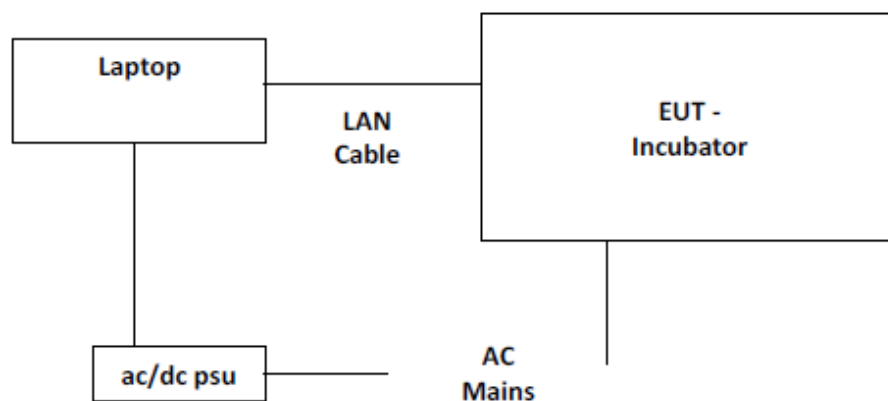 Laptop
LAN
Cable
EUT -
Incubator
ac/dc psu
AC
Mains